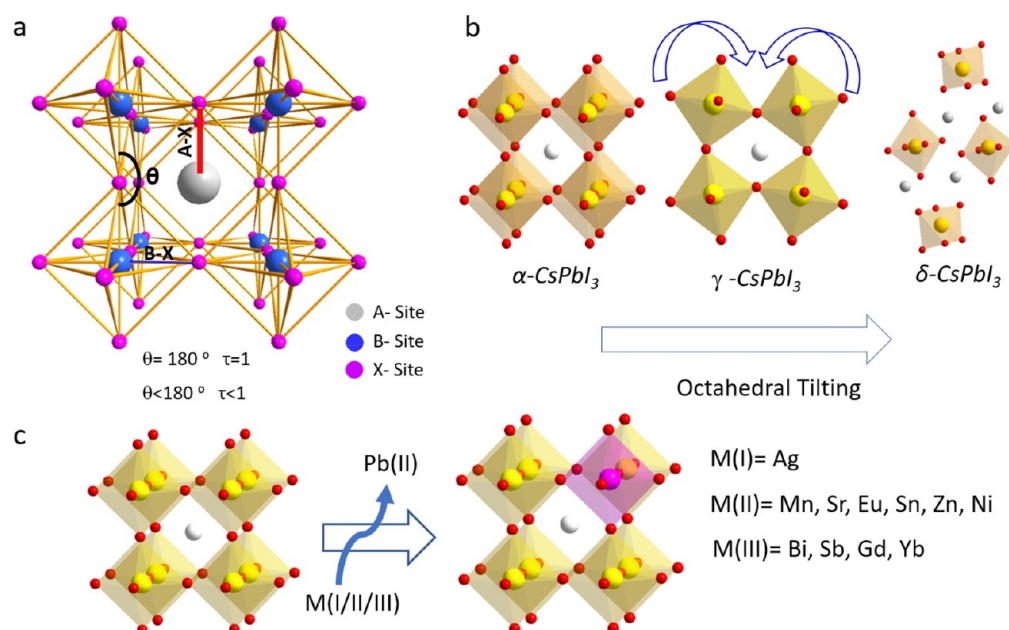 a
A-X
θ
B-X
A- Site
B- Site
X- Site
θ= 180 ° τ=1
θ<180 ° τ<1
b
α-CsPbI₃
γ -CsPbI₃
δ-CsPbI₃
Octahedral Tilting
c
Pb(II)
M(I/II/III)
M(I)= Ag
M(II)= Mn, Sr, Eu, Sn, Zn, Ni
M(III)= Bi, Sb, Gd, Yb